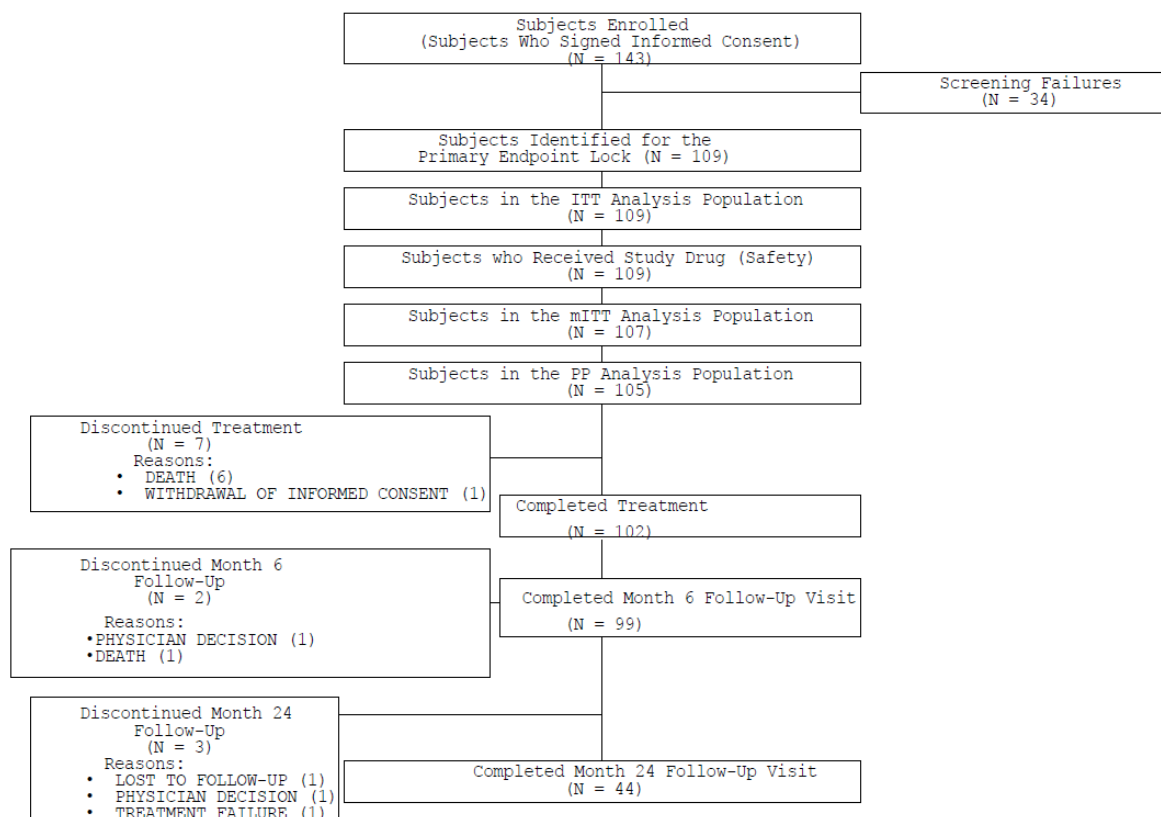 Subjects Enrolled
(Subjects Who Signed Informed Consent)
(N = 143)
Screening Failures
(N = 34)
Subjects Identified for the
Primary Endpoint Lock (N = 109)
Subjects in the ITT Analysis Population
(N = 109)
Subjects who Received Study Drug (Safety)
(N = 109)
Subjects in the mITT Analysis Population
(N = 107)
Subjects in the PP Analysis Population
(N = 105)
Discontinued Treatment
(N = 7)
Reasons:
• DEATH (6)
• WITHDRAWAL OF INFORMED CONSENT (1)
Completed Treatment
(N = 102)
Discontinued Month 6
Follow-Up
(N = 2)
Reasons:
•PHYSICIAN DECISION (1)
•DEATH (1)
Completed Month 6 Follow-Up Visit
(N = 99)
Discontinued Month 24
Follow-Up
(N = 3)
Reasons:
• LOST TO FOLLOW-UP (1)
• PHYSICIAN DECISION (1)
• TREATMENT FAILURE (1)
Completed Month 24 Follow-Up Visit
(N = 44)